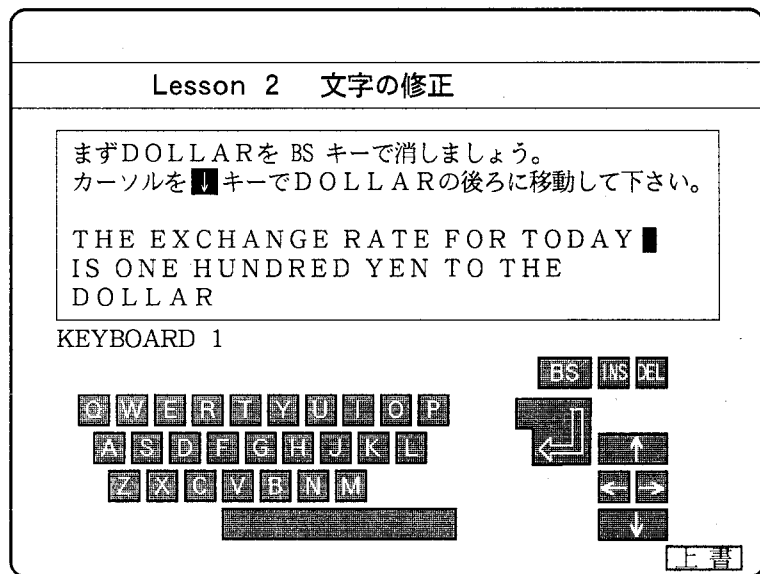 Lesson 2 文字の修正
まずDOLLARを BS キーで消しましょう。
カーソルを↓キーでDOLLARの後ろに移動して下さい。
THE EXCHANGE RATE FOR TODAY
IS ONE HUNDRED YEN TO THE
DOLLAR
KEYBOARD 1
BS INS DEL
Q W E R T Y U I O P
A S D F G H J K L
↑
Z X C V B N M
← →
↓
上書